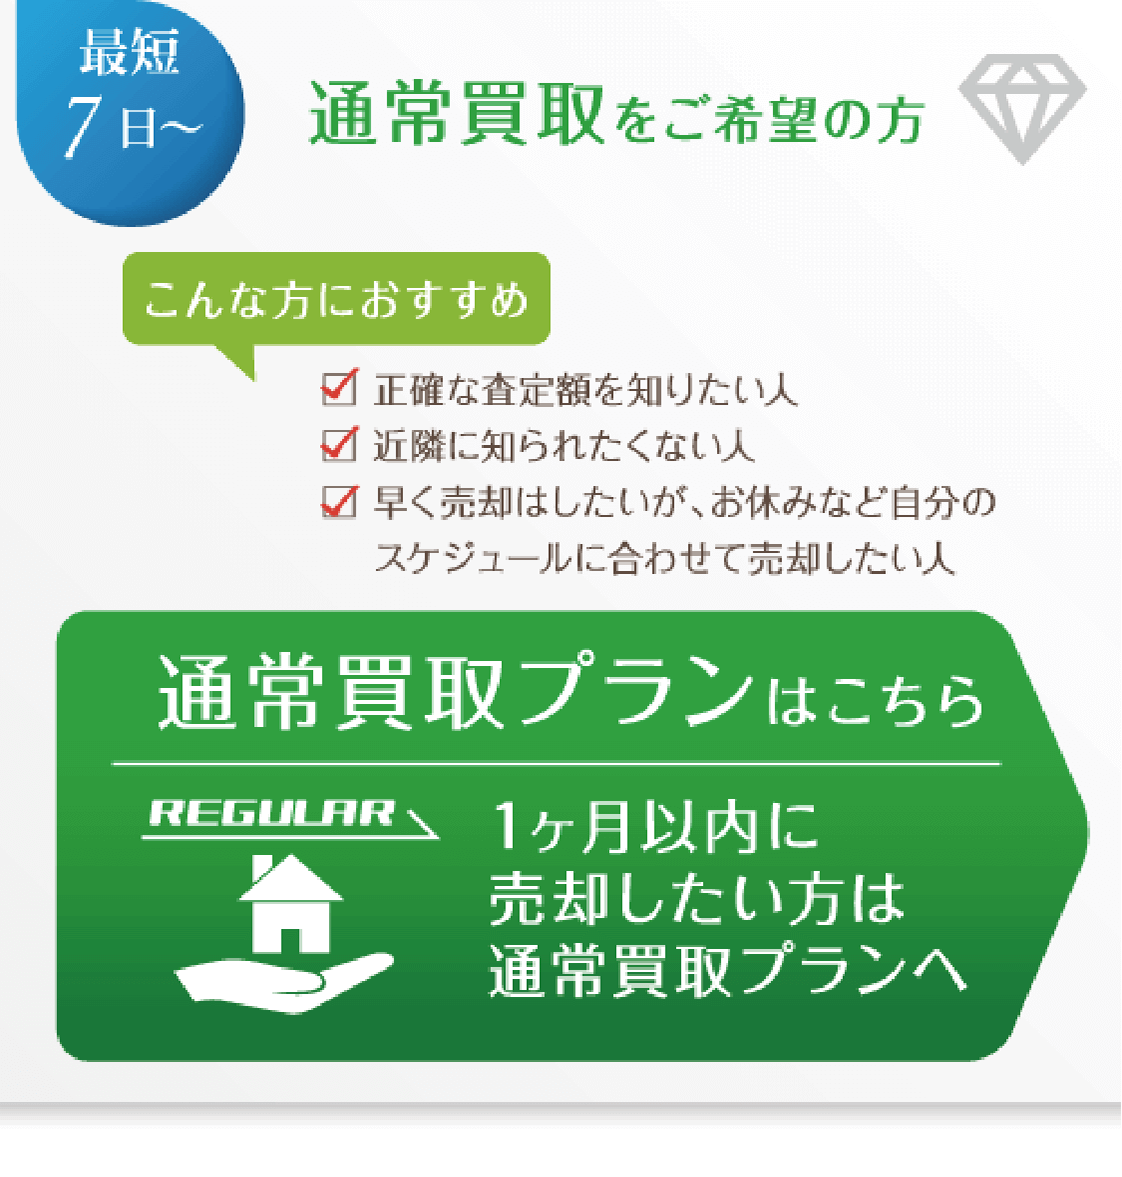 最短
7日～
通常買取をご希望の方
こんな方におすすめ
正確な査定額を知りたい人
近隣に知られたくない人
早く売却はしたいが、お休みなど自分の
スケジュールに合わせて売却したい人
通常買取プランはこちら
REGULAR
1ヶ月以内に
売却したい方は
通常買取プランへ